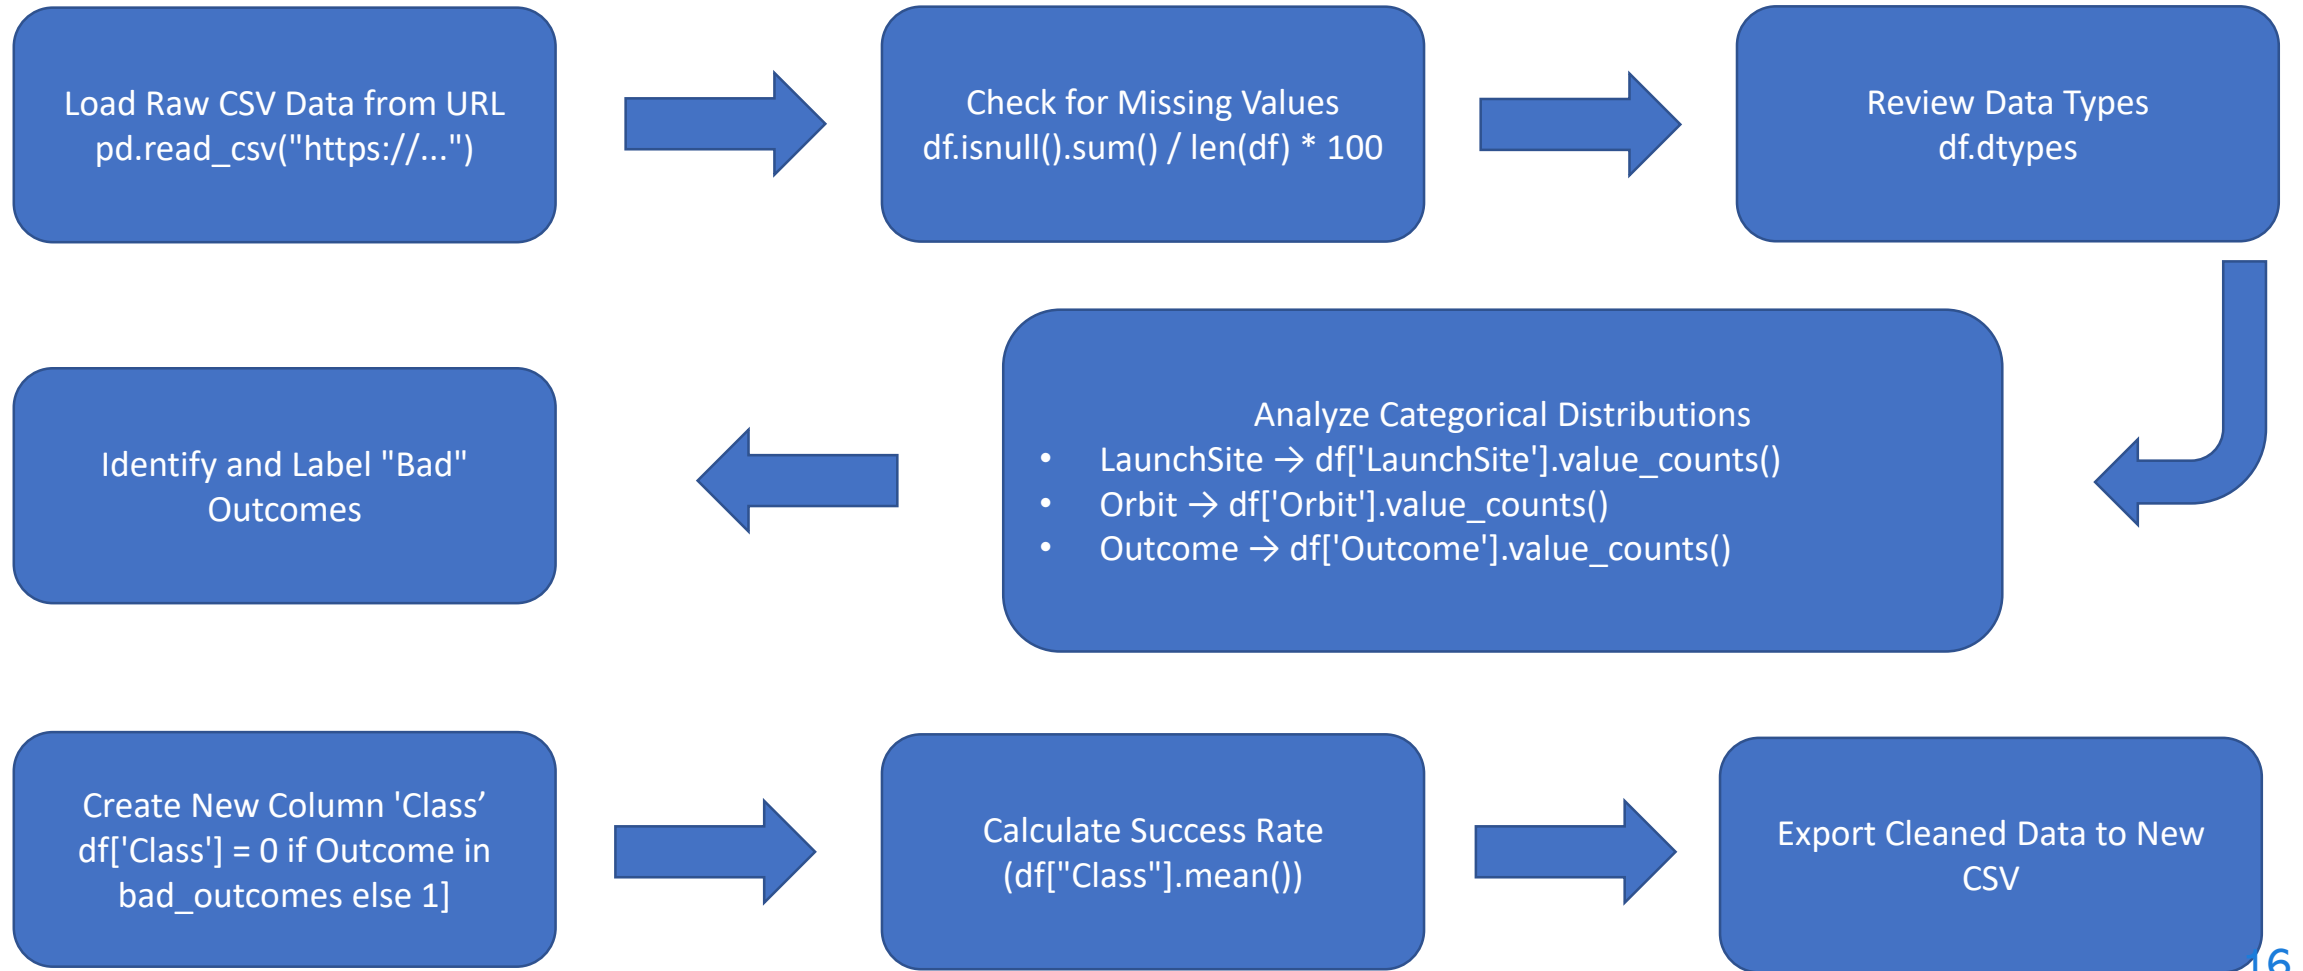 Load Raw CSV Data from URL
pd.read_csv("https://...")
Check for Missing Values
df.isnull().sum() / len(df) * 100
Review Data Types
df.dtypes
Analyze Categorical Distributions
• LaunchSite → df['LaunchSite'].value_counts()
• Orbit → df['Orbit'].value_counts()
• Outcome → df['Outcome'].value_counts()
Identify and Label "Bad"
Outcomes
Create New Column 'Class’
df['Class'] = 0 if Outcome in
bad_outcomes else 1]
Calculate Success Rate
(df["Class"].mean())
Export Cleaned Data to New
CSV
16